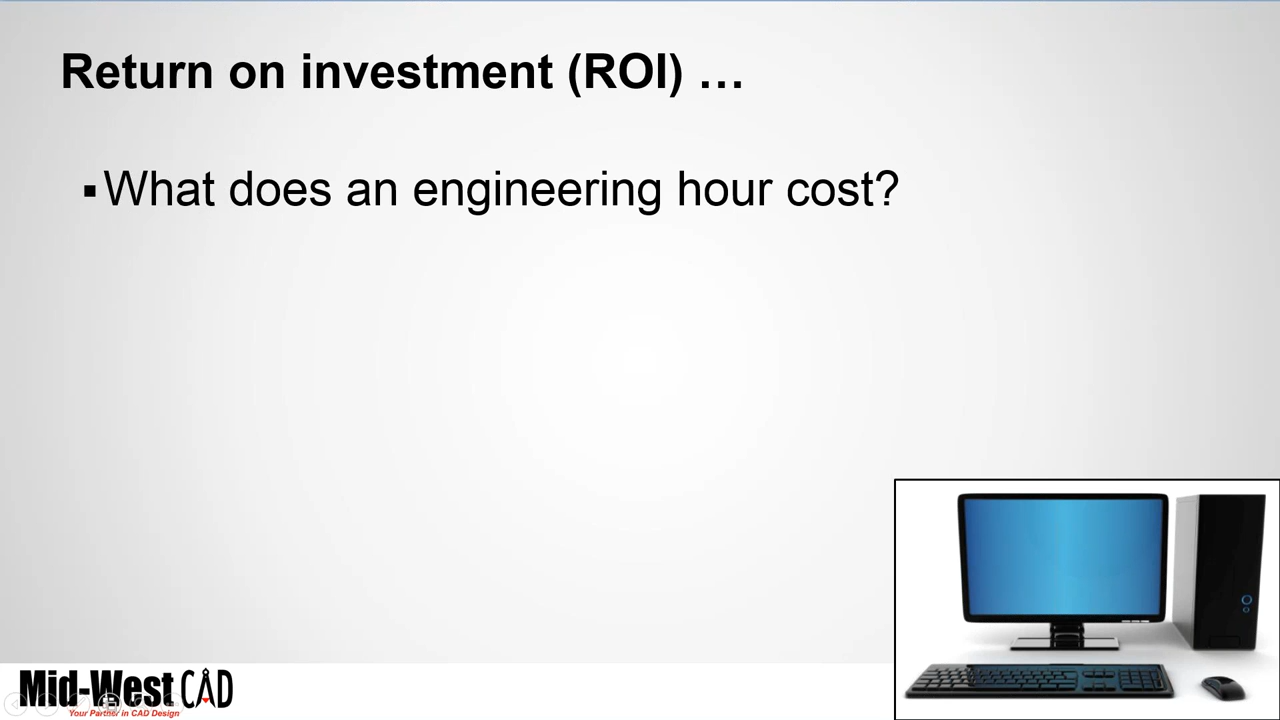 Return on investment (ROI) …
▪What does an engineering hour cost?
Mid-West CAD
Your Partner in CAD Design